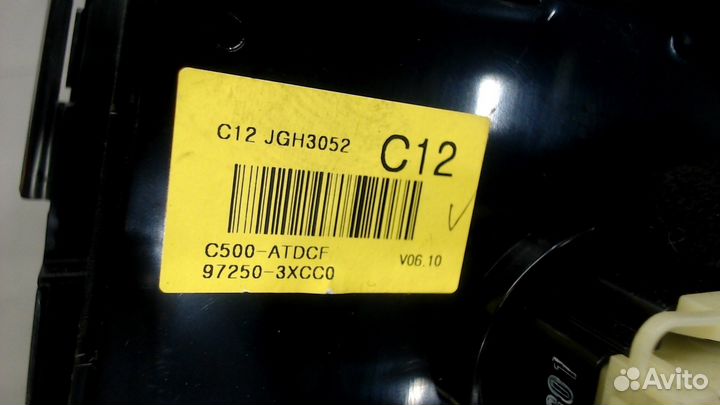 C12 JGH3052
C12
C500-ATDCF
V06.10
97250-3XCC0
Avito